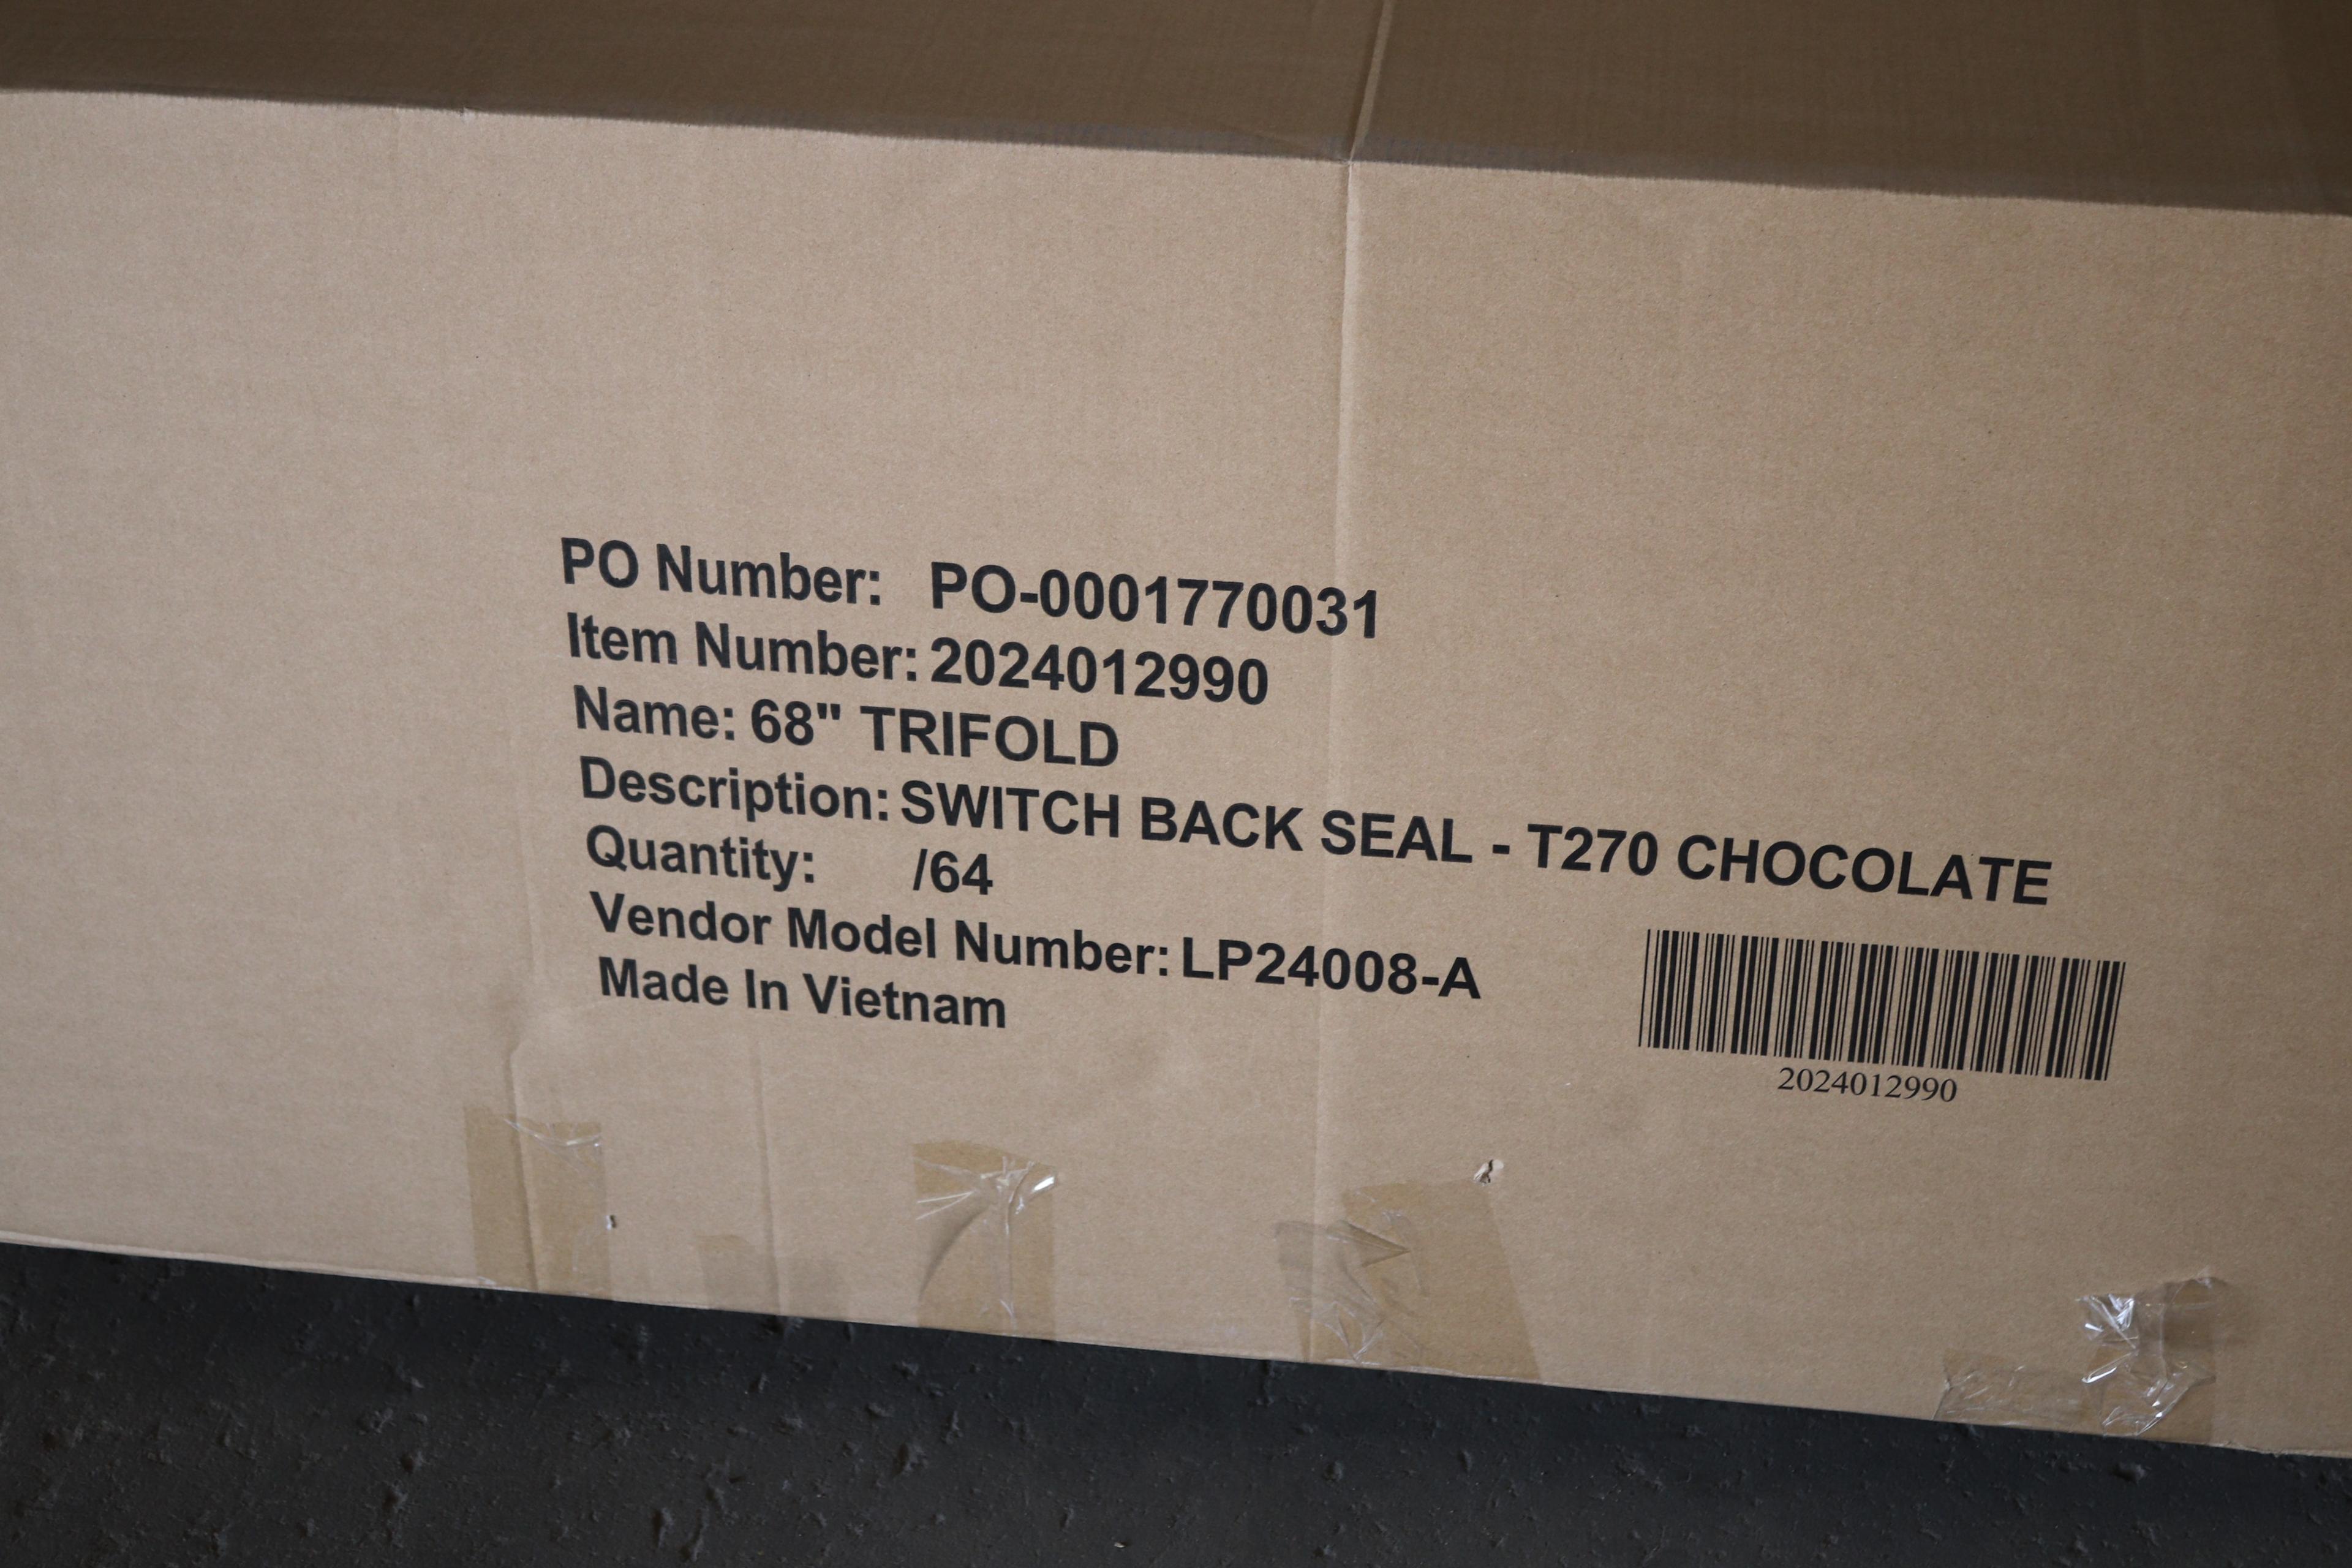 PO Number: PO-0001770031
Item Number: 2024012990
Name: 68" TRIFOLD
Description: SWITCH BACK SEAL - T270 CHOCOLATE
Quantity: /64
Vendor Model Number: LP24008-A
Made In Vietnam
2024012990